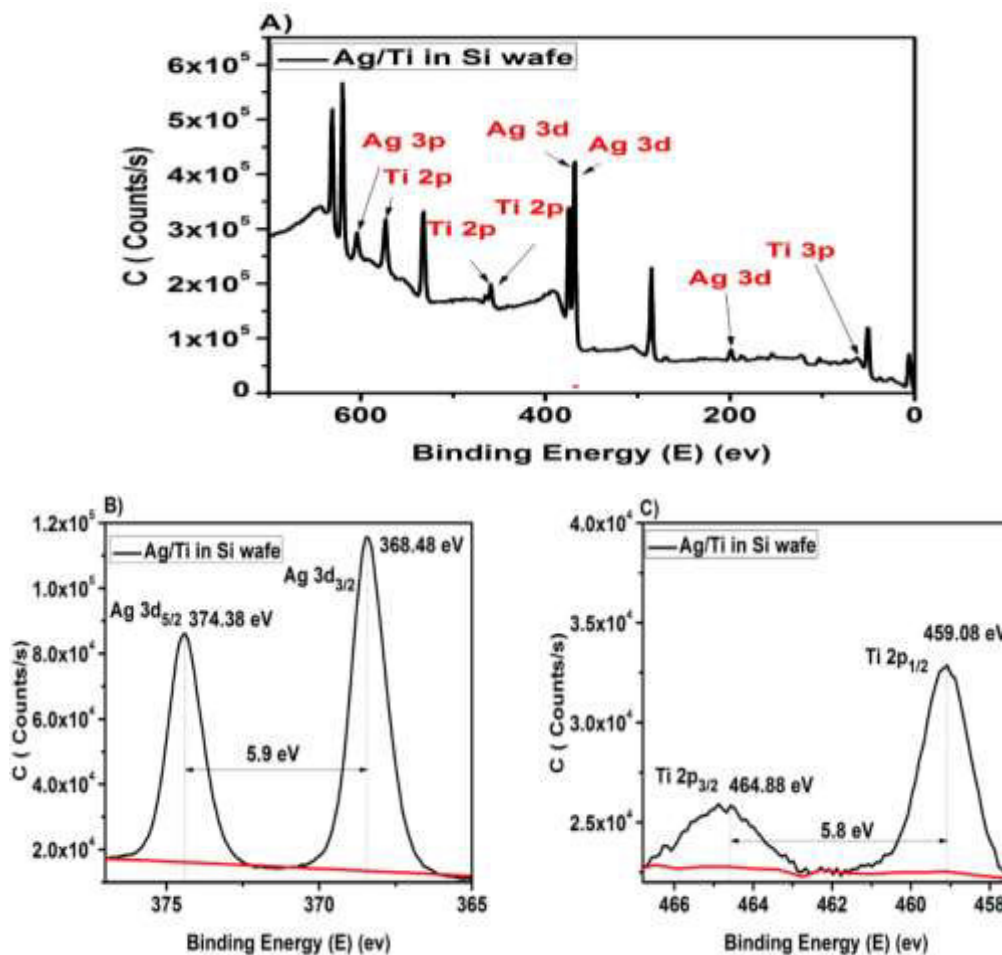 A)
Ag/Ti in Si wafe
6x10⁵
5x10⁵
4x10⁵
3x10⁵
2x10⁵
1x10⁵
0
C ( Counts/s)
Ag 3p
Ti 2p
Ti 2p
Ti 2p
Ag 3d
Ag 3d
Ag 3d
Ti 3p
600 400 200 0
Binding Energy (E) (ev)
B)
Ag/Ti in Si wafe
1.2x10⁵
1.0x10⁵
8.0x10⁴
6.0x10⁴
4.0x10⁴
2.0x10⁴
C ( Counts/s)
368.48 eV
Ag 3d3/2
Ag 3d5/2 374.38 eV
5.9 eV
375 370 365
Binding Energy (E) (ev)
C)
Ag/Ti in Si wafe
4.0x10⁴
3.5x10⁴
3.0x10⁴
2.5x10⁴
C ( Counts/s)
459.08 eV
Ti 2p1/2
Ti 2p3/2 464.88 eV
5.8 eV
466 464 462 460 458
Binding Energy (E) (ev)